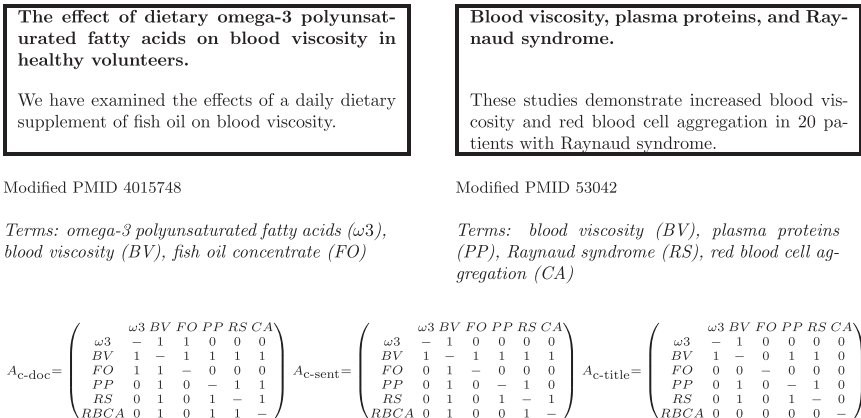 The effect of dietary omega-3 polyunsat-
urated fatty acids on blood viscosity in
healthy volunteers.
We have examined the effects of a daily dietary
supplement of fish oil on blood viscosity.
Modified PMID 4015748
Terms: omega-3 polyunsaturated fatty acids (ω3),
blood viscosity (BV), fish oil concentrate (FO)
Blood viscosity, plasma proteins, and Ray-
naud syndrome.
These studies demonstrate increased blood vis-
cosity and red blood cell aggregation in 20 pa-
tients with Raynaud syndrome.
Modified PMID 53042
Terms: blood viscosity (BV), plasma proteins
(PP), Raynaud syndrome (RS), red blood cell ag-
gregation (CA)
A c-doc=
ω3 BV FO PP RS CA
ω3 − 1 1 0 0 0
BV 1 − 1 1 1 1
FO 1 1 − 0 0 0
PP 0 1 0 − 1 1
RS 0 1 0 1 − 1
RBCA 0 1 0 1 1 −
A c-sent=
ω3 BV FO PP RS CA
ω3 − 1 0 0 0 0
BV 1 − 1 1 1 1
FO 0 1 − 0 0 0
PP 0 1 0 − 1 0
RS 0 1 0 1 − 1
RBCA 0 1 0 0 1 −
A c-title=
ω3 BV FO PP RS CA
ω3 − 1 0 0 0 0
BV 1 − 0 1 1 0
FO 0 0 − 0 0 0
PP 0 1 0 − 1 0
RS 0 1 0 1 − 0
RBCA 0 0 0 0 0 −